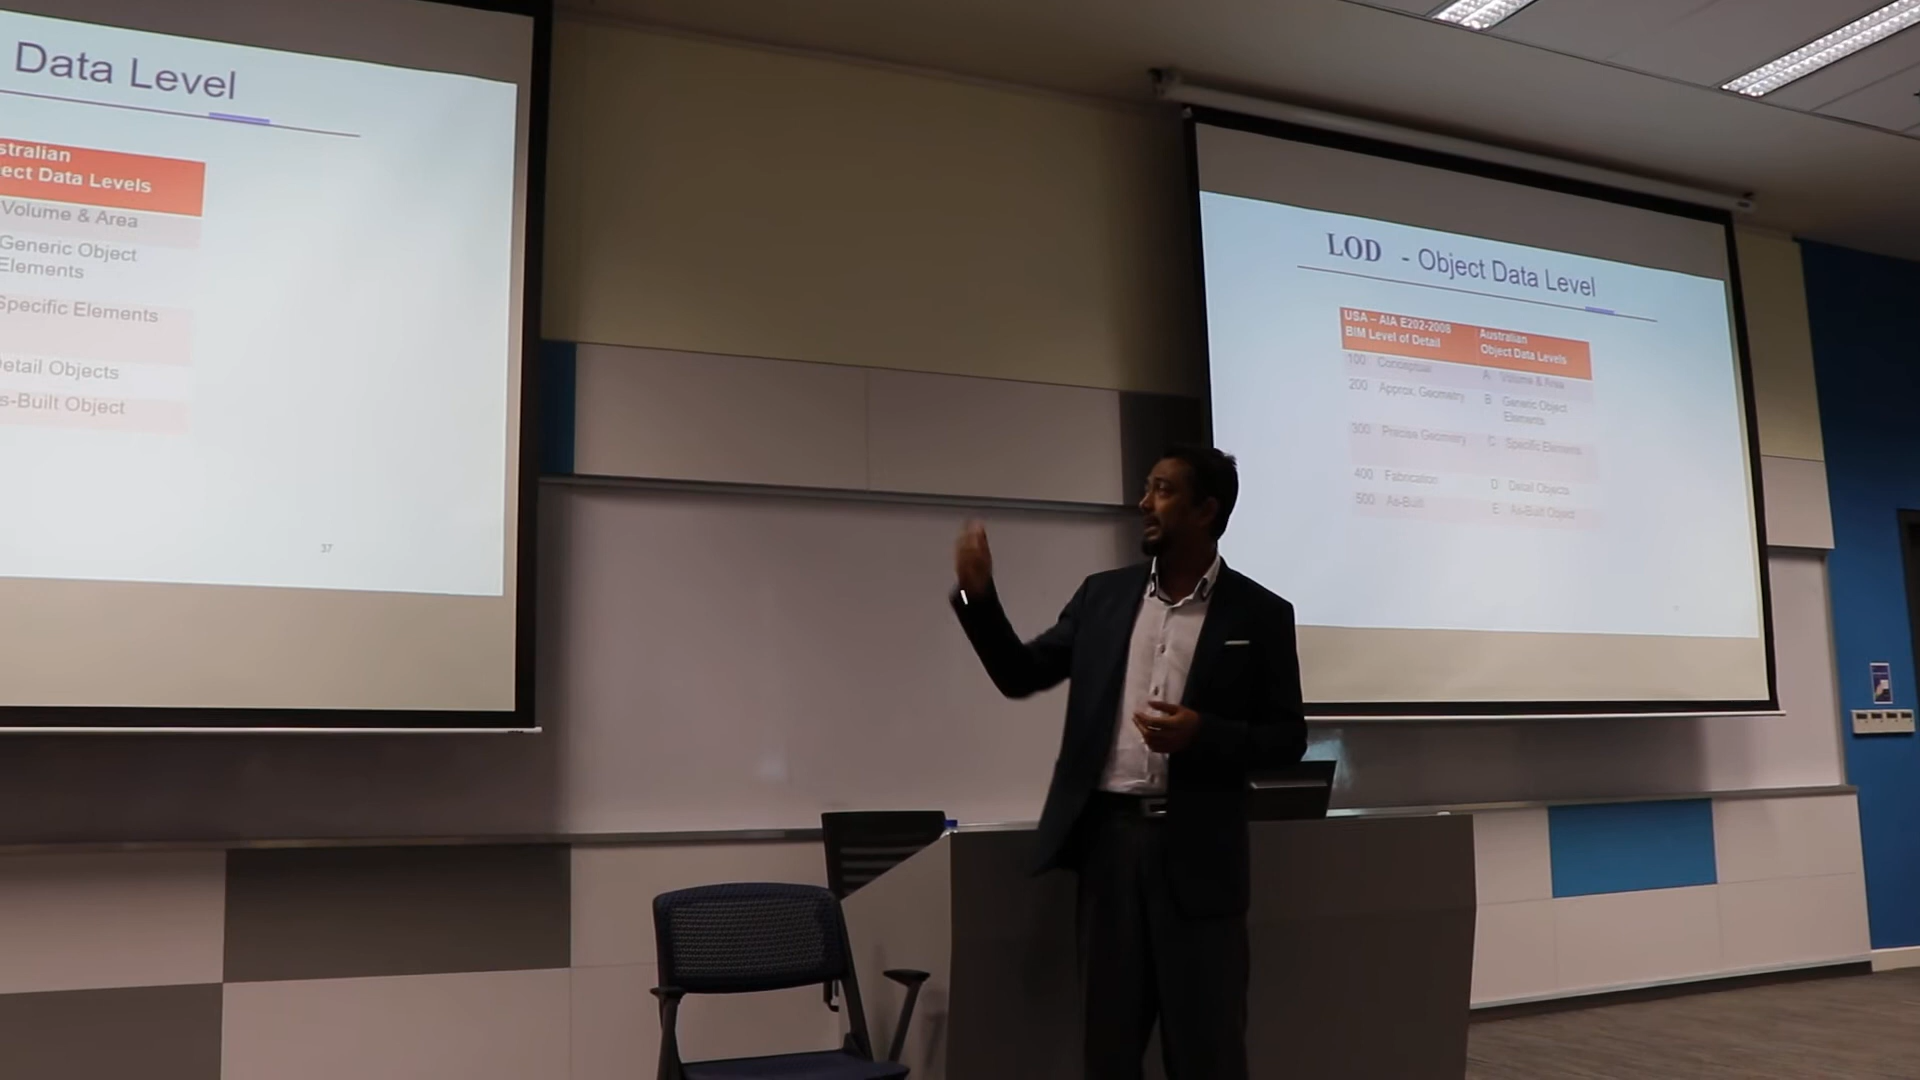 Data Level
stralian
ect Data Levels
Volume & Area
Generic Object
Elements
Specific Elements
etail Objects
s-Built Object
37
LOD - Object Data Level
USA – AIA E202-2008
BIM Level of Detail
Australian
Object Data Levels
100 Conceptual
A Volume & Area
200 Approx. Geometry
B Generic Object
Elements
300 Precise Geometry
C Specific Elements
400 Fabrication
D Detail Objects
500 As-Built
E As-Built Object